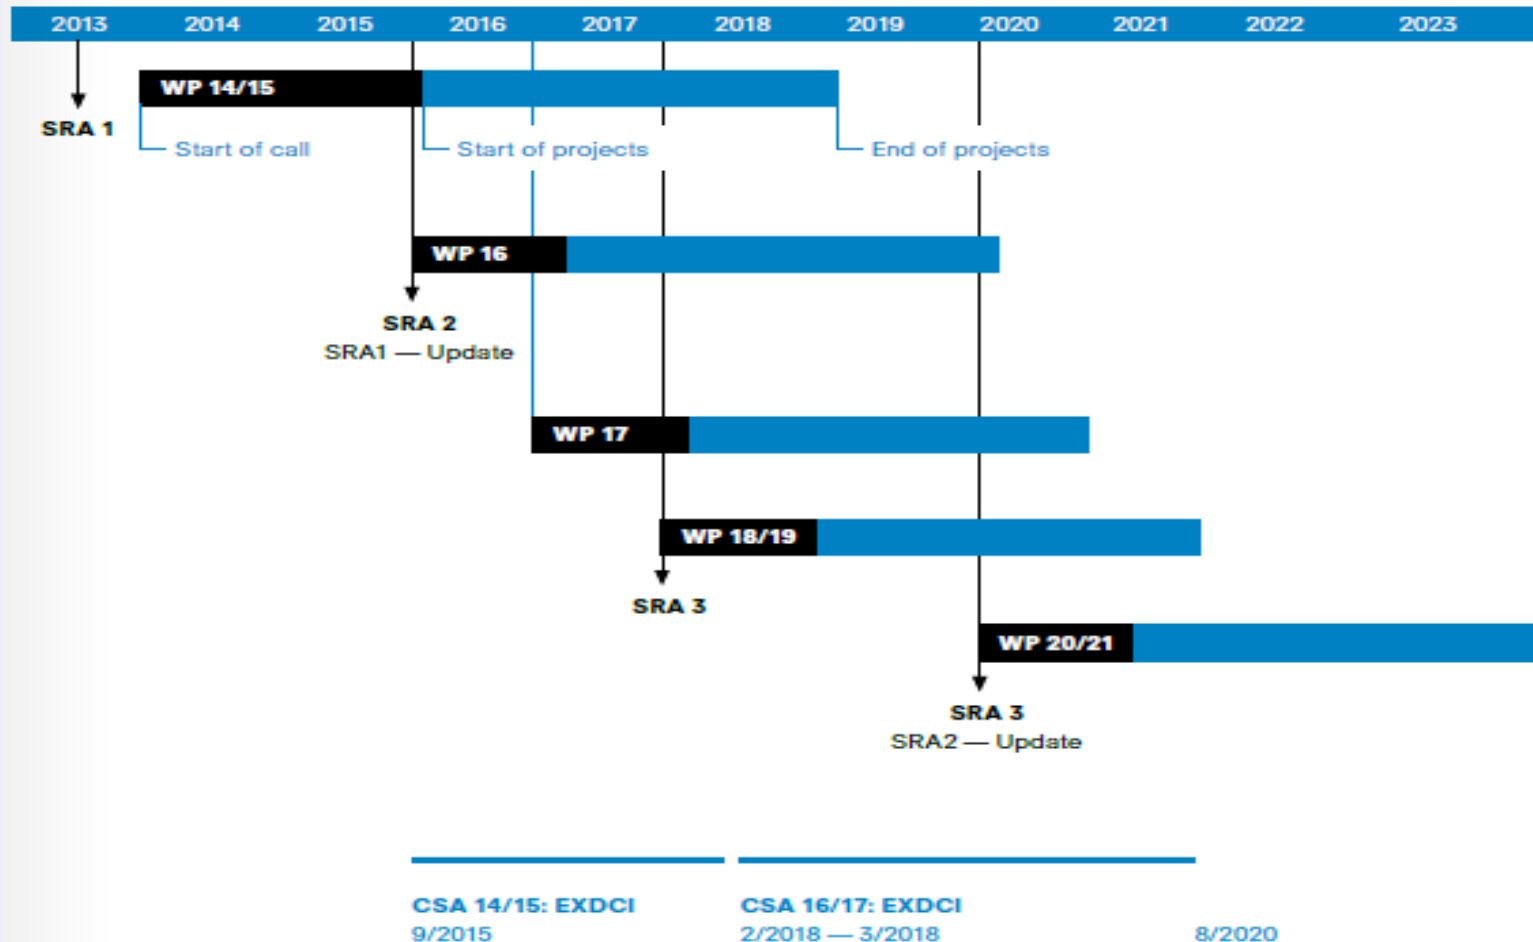 2013 2014 2015 2016 2017 2018 2019 2020 2021 2022 2023
WP 14/15
SRA 1
Start of call
Start of projects
End of projects
WP 16
SRA 2
SRA1 — Update
WP 17
WP 18/19
SRA 3
WP 20/21
SRA 3
SRA2 — Update
CSA 14/15: EXDCI
9/2015
CSA 16/17: EXDCI
2/2018 — 3/2018
8/2020